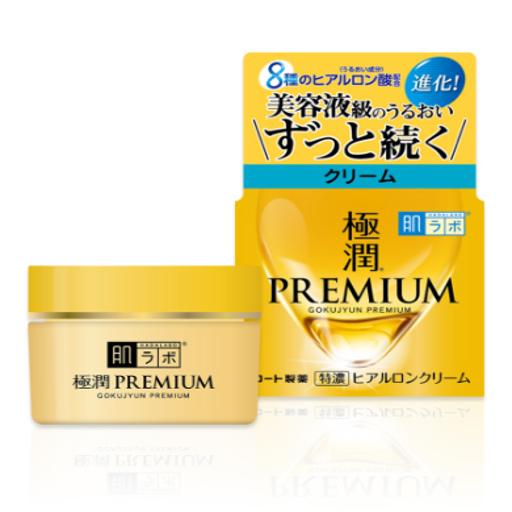 (うるおい成分)
8種のヒアルロン酸配合
進化!
美容液級のうるおい
ずっと続く
クリーム
HADALABO
肌ラボ®
極潤®
PREMIUM
GOKUJYUN PREMIUM
ロート製薬 特濃 ヒアルロンクリーム
HADALABO
肌ラボ®
極潤 PREMIUM
GOKUJYUN PREMIUM